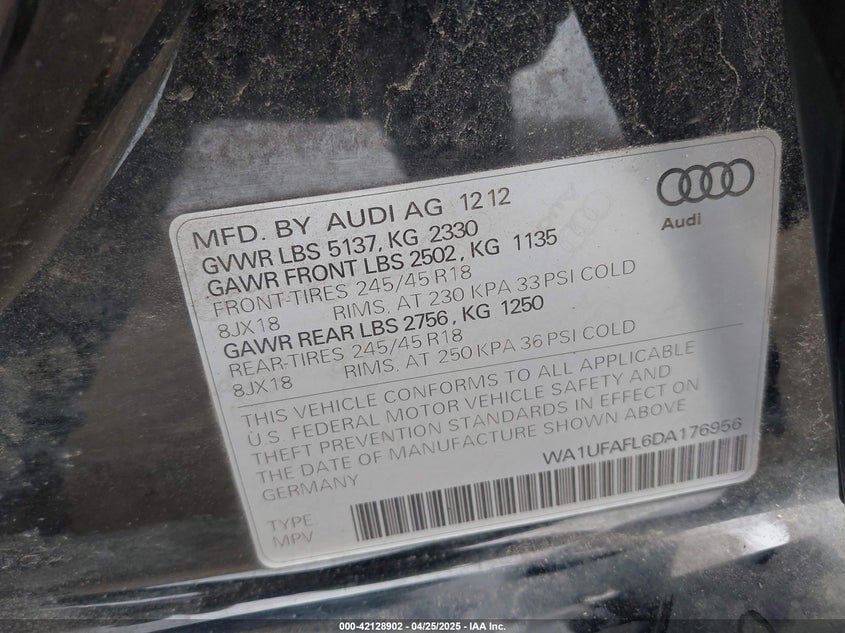 Audi
MFD. BY AUDI AG 12 12
GVWR LBS 5137, KG 2330
GAWR FRONT LBS 2502, KG 1135
FRONT-TIRES 245/45 R18
8JX18 RIMS, AT 230 KPA 33 PSI COLD
GAWR REAR LBS 2756, KG 1250
REAR-TIRES 245/45 R18
8JX18 RIMS, AT 250 KPA 36 PSI COLD
THIS VEHICLE CONFORMS TO ALL APPLICABLE
U.S. FEDERAL MOTOR VEHICLE SAFETY AND
THEFT PREVENTION STANDARDS IN EFFECT ON
THE DATE OF MANUFACTURE SHOWN ABOVE
GERMANY WA1UFAFL6DA176956
TYPE
MPV
000-42128902 - 04/25/2025 - IAA Inc.